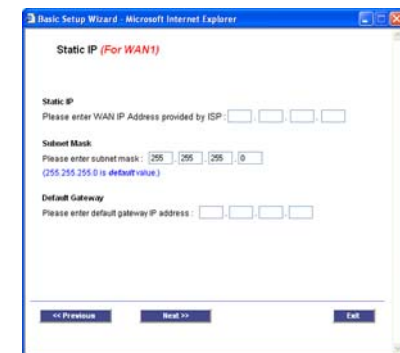 Basic Setup Wizard - Microsoft Internet Explorer
Static IP (For WAN1)
Static IP
Please enter WAN IP Address provided by ISP : . . .
Subnet Mask
Please enter subnet mask : 255 . 255 . 255 . 0
(255.255.255.0 is default value.)
Default Gateway
Please enter default gateway IP address : . . .
<< Previous Next >> Exit